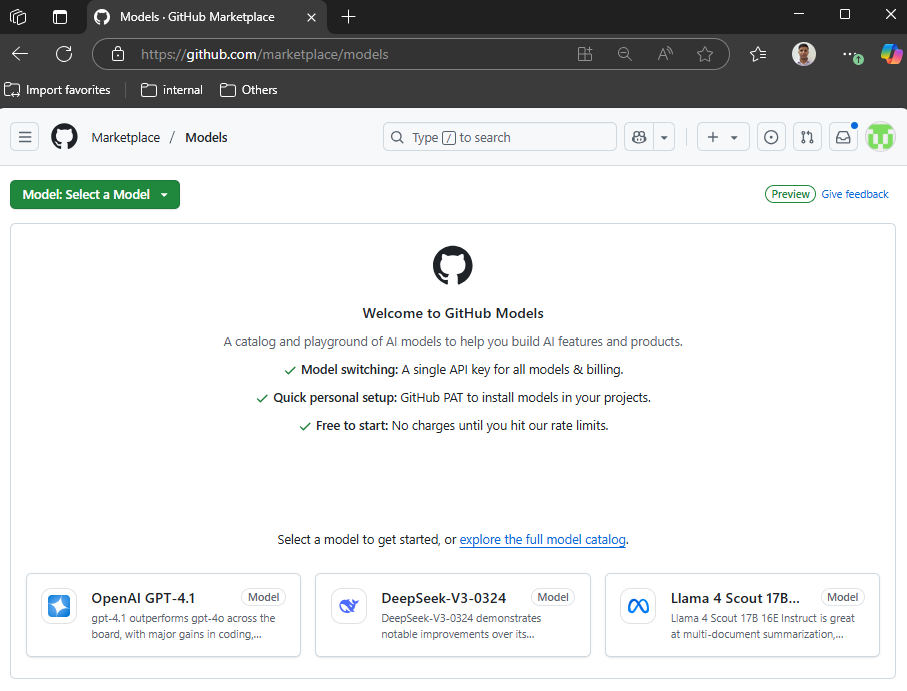 Models · GitHub Marketplace
https://github.com/marketplace/models
Import favorites
internal
Others
Marketplace / Models
Type / to search
Model: Select a Model
Preview
Give feedback
Welcome to GitHub Models
A catalog and playground of AI models to help you build AI features and products.
Model switching: A single API key for all models & billing.
Quick personal setup: GitHub PAT to install models in your projects.
Free to start: No charges until you hit our rate limits.
Select a model to get started, or explore the full model catalog.
OpenAI GPT-4.1
Model
gpt-4.1 outperforms gpt-4o across the
board, with major gains in coding,...
DeepSeek-V3-0324
Model
DeepSeek-V3-0324 demonstrates
notable improvements over its...
Llama 4 Scout 17B...
Model
Llama 4 Scout 17B 16E Instruct is great
at multi-document summarization,...